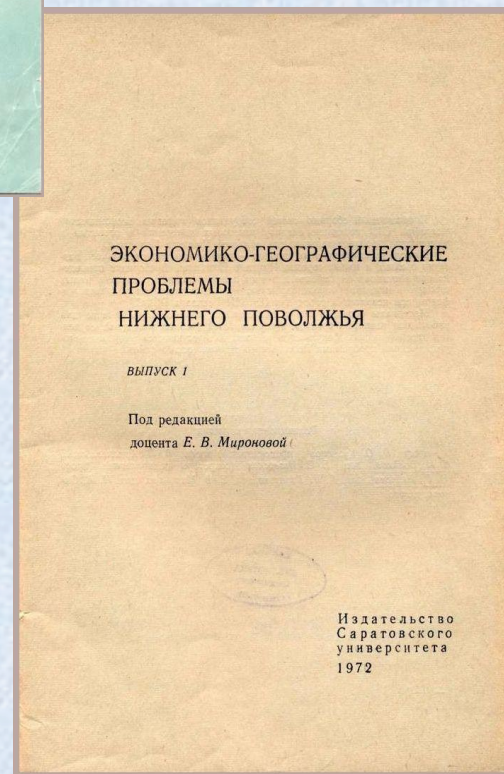 ЭКОНОМИКО-ГЕОГРАФИЧЕСКИЕ
ПРОБЛЕМЫ
НИЖНЕГО ПОВОЛЖЬЯ
ВЫПУСК 1
Под редакцией
доцента Е. В. Мироновой
Издательство
Саратовского
университета
1972